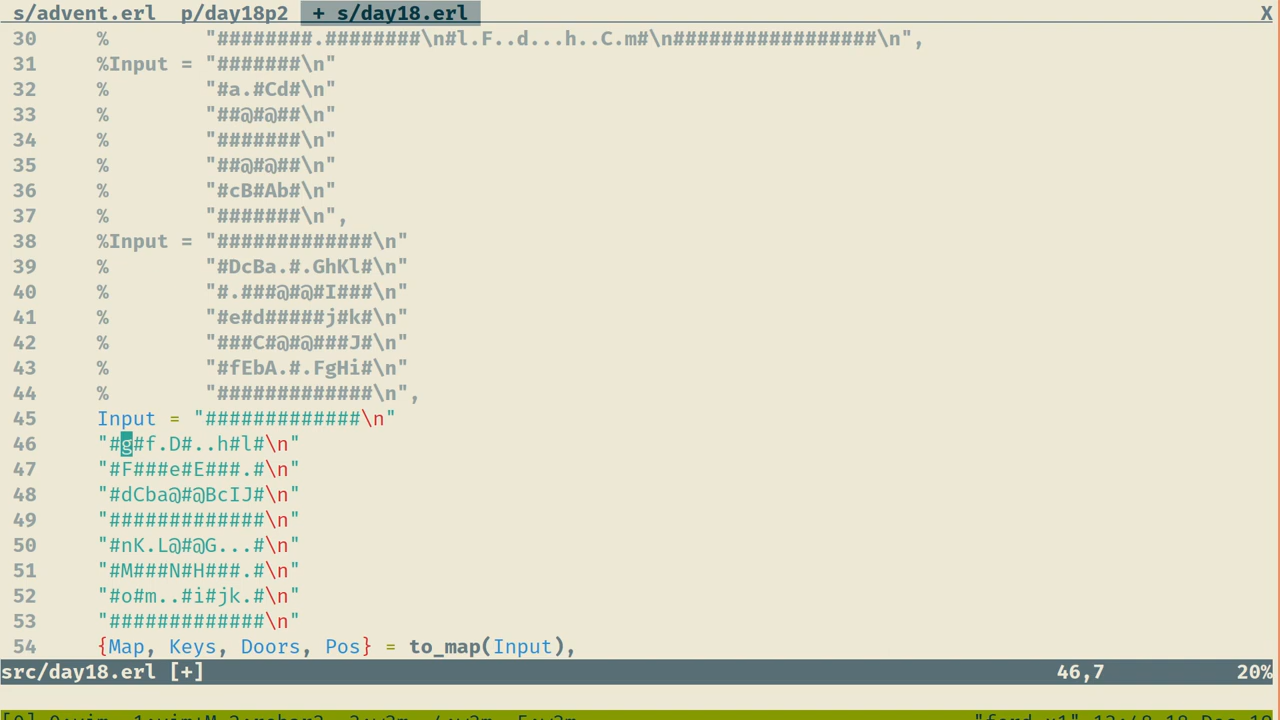 s/advent.erl  p/day18p2  + s/day18.erl  X
30     %        "########.########\n#l.F..d...h..C.m#\n#################\n",
31     %Input = "#######\n"
32     %        "#a.#Cd#\n"
33     %        "##@#@##\n"
34     %        "#######\n"
35     %        "##@#@##\n"
36     %        "#cB#Ab#\n"
37     %        "#######\n",
38     %Input = "#############\n"
39     %        "#DcBa.#.GhKl#\n"
40     %        "#.###@#@#I###\n"
41     %        "#e#d#####j#k#\n"
42     %        "###C#@#@###J#\n"
43     %        "#fEbA.#.FgHi#\n"
44     %        "#############\n",
45     Input = "#############\n"
46     "#g#f.D#..h#l#\n"
47     "#F###e#E###.#\n"
48     "#dCba@#@BcIJ#\n"
49     "#############\n"
50     "#nK.L@#@G...#\n"
51     "#M###N#H###.#\n"
52     "#o#m..#i#jk.#\n"
53     "#############\n"
54     {Map, Keys, Doors, Pos} = to_map(Input),
src/day18.erl [+]  46,7  20%